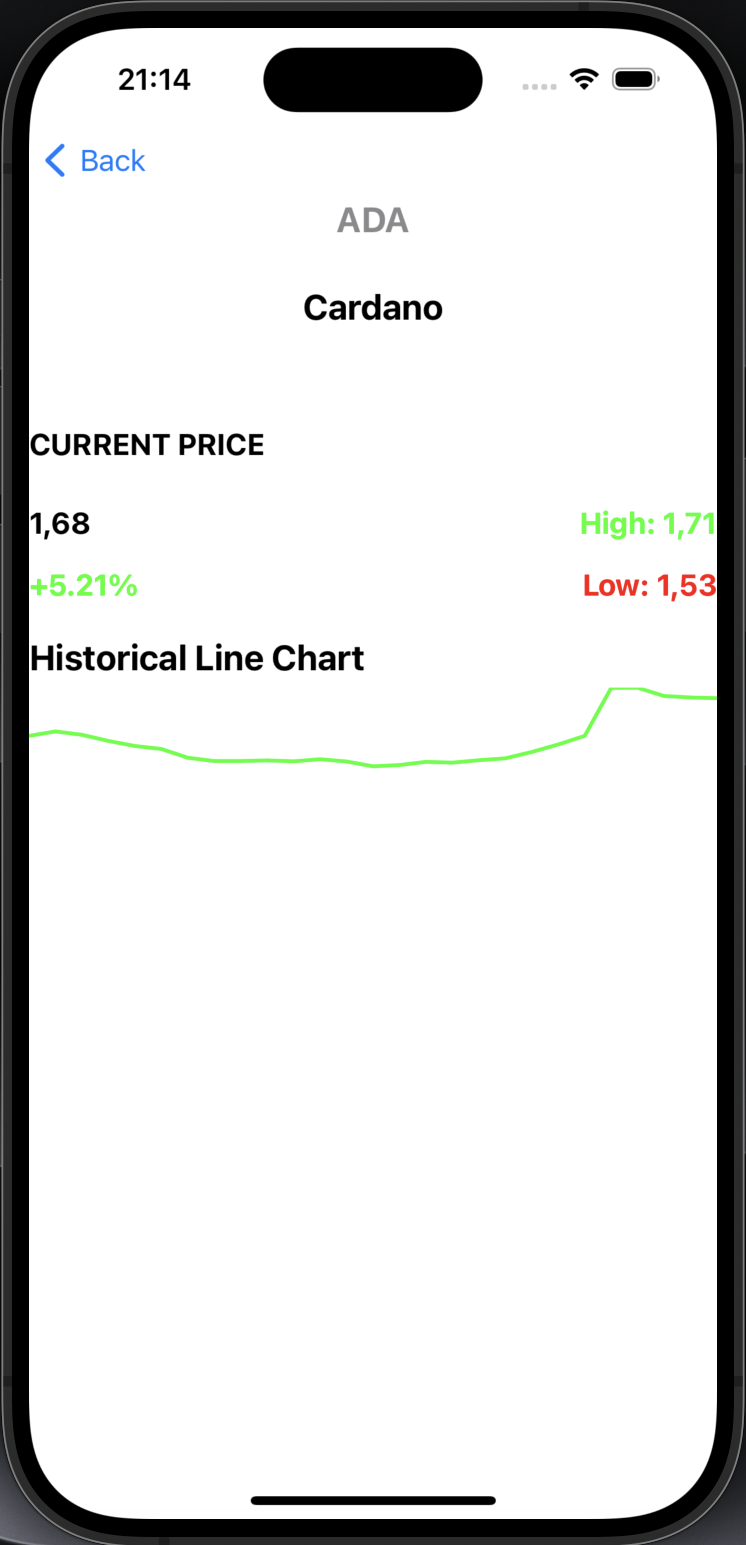 21:14
Back
ADA
Cardano
CURRENT PRICE
1,68 High: 1,71
+5.21% Low: 1,53
Historical Line Chart